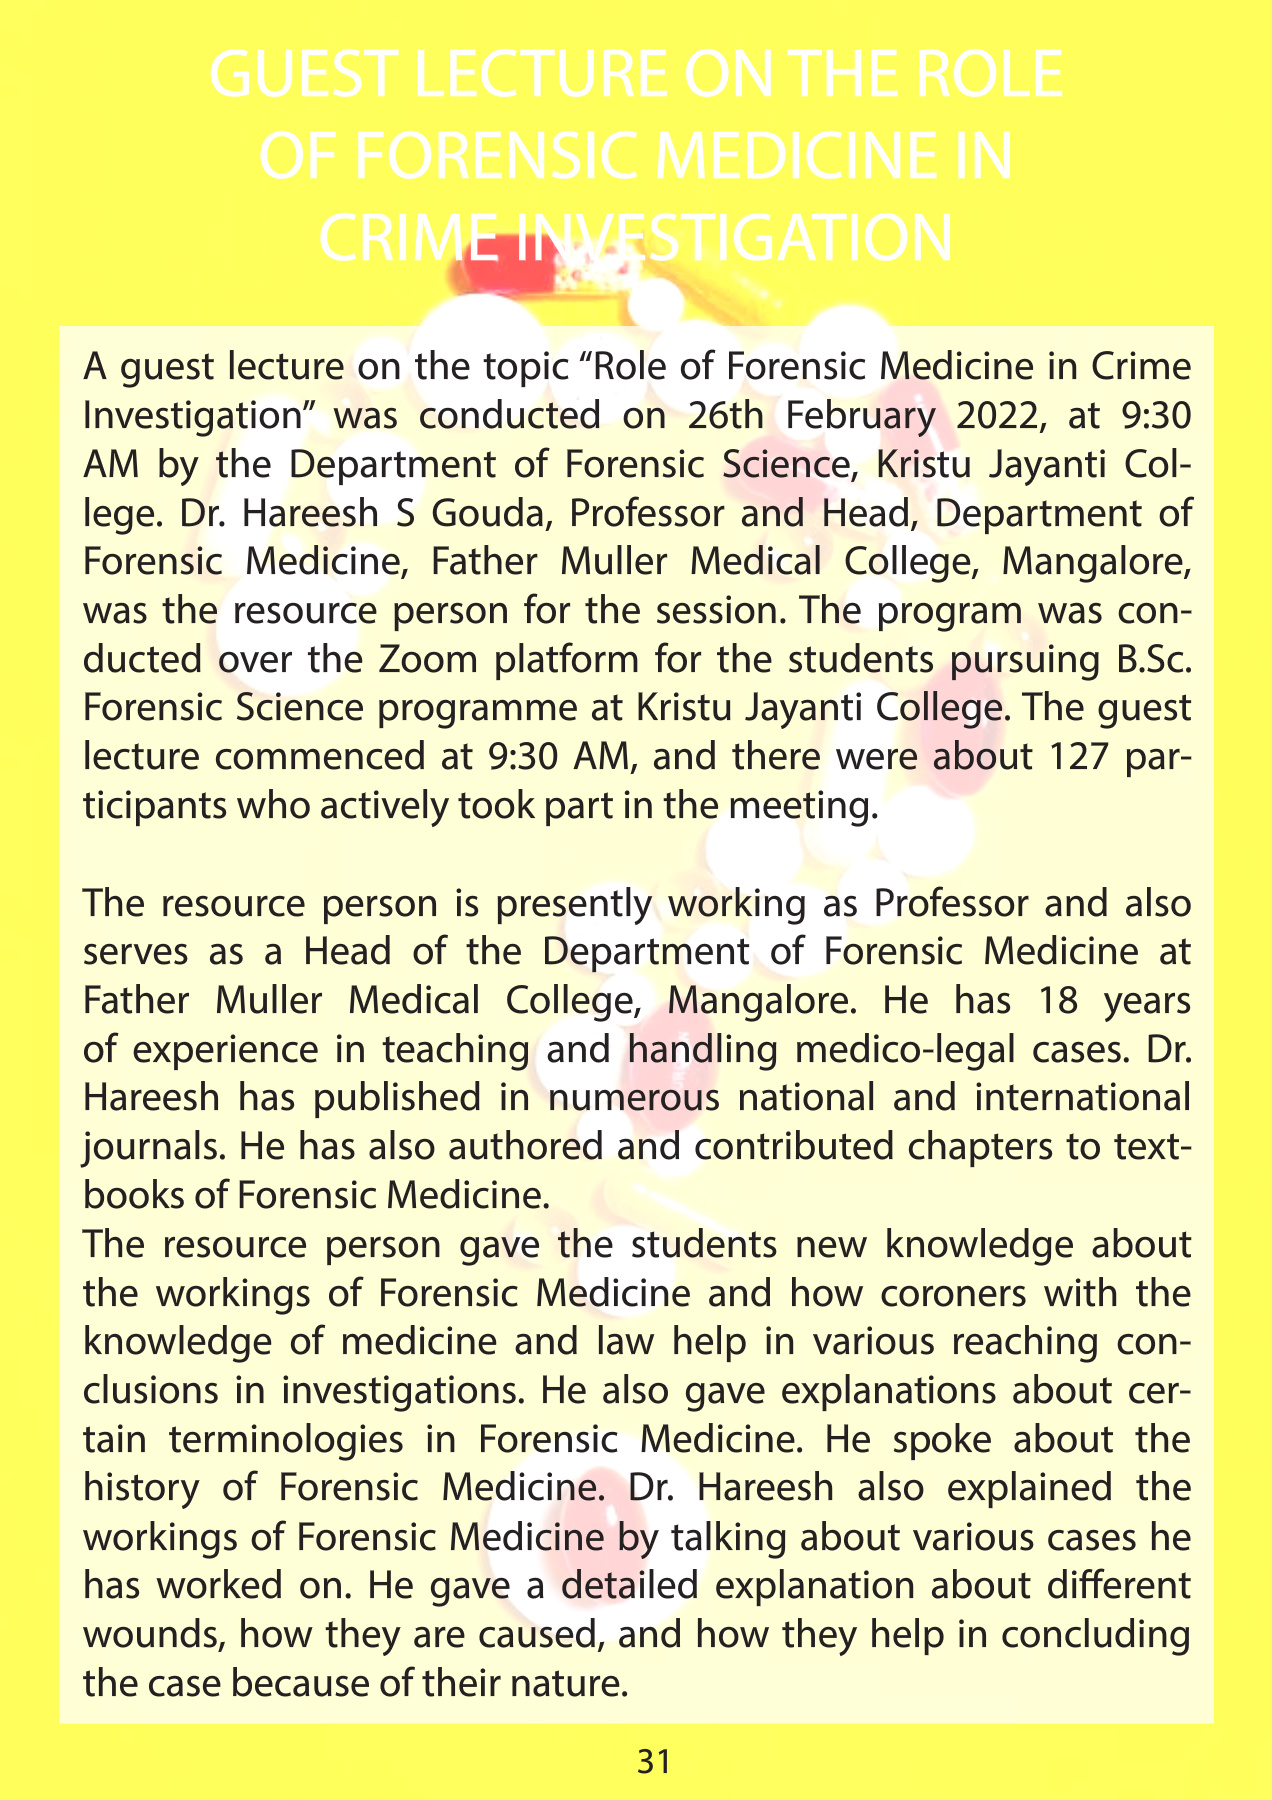 GUEST LECTURE ON THE ROLE
OF FORENSIC MEDICINE IN
CRIME INVESTIGATION
A guest lecture on the topic “Role of Forensic Medicine in Crime
Investigation” was conducted on 26th February 2022, at 9:30
AM by the Department of Forensic Science, Kristu Jayanti Col-
lege. Dr. Hareesh S Gouda, Professor and Head, Department of
Forensic Medicine, Father Muller Medical College, Mangalore,
was the resource person for the session. The program was con-
ducted over the Zoom platform for the students pursuing B.Sc.
Forensic Science programme at Kristu Jayanti College. The guest
lecture commenced at 9:30 AM, and there were about 127 par-
ticipants who actively took part in the meeting.
The resource person is presently working as Professor and also
serves as a Head of the Department of Forensic Medicine at
Father Muller Medical College, Mangalore. He has 18 years
of experience in teaching and handling medico-legal cases. Dr.
Hareesh has published in numerous national and international
journals. He has also authored and contributed chapters to text-
books of Forensic Medicine.
The resource person gave the students new knowledge about
the workings of Forensic Medicine and how coroners with the
knowledge of medicine and law help in various reaching con-
clusions in investigations. He also gave explanations about cer-
tain terminologies in Forensic Medicine. He spoke about the
history of Forensic Medicine. Dr. Hareesh also explained the
workings of Forensic Medicine by talking about various cases he
has worked on. He gave a detailed explanation about different
wounds, how they are caused, and how they help in concluding
the case because of their nature.
31